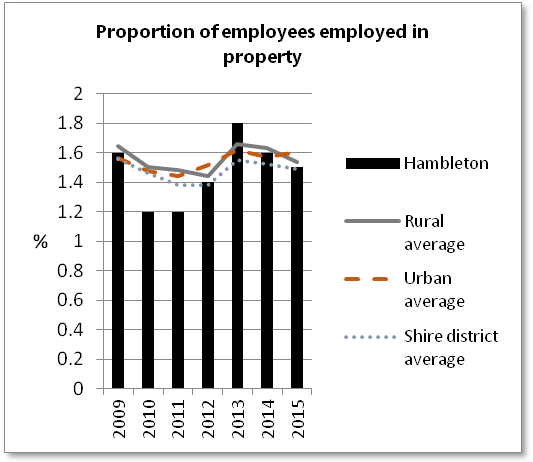 Proportion of employees employed in
property
2
1.8
1.6
1.4
1.2
1
0.8
0.6
0.4
0.2
0
%
2009
2010
2011
2012
2013
2014
2015
Hambleton
Rural
average
Urban
average
Shire district
average